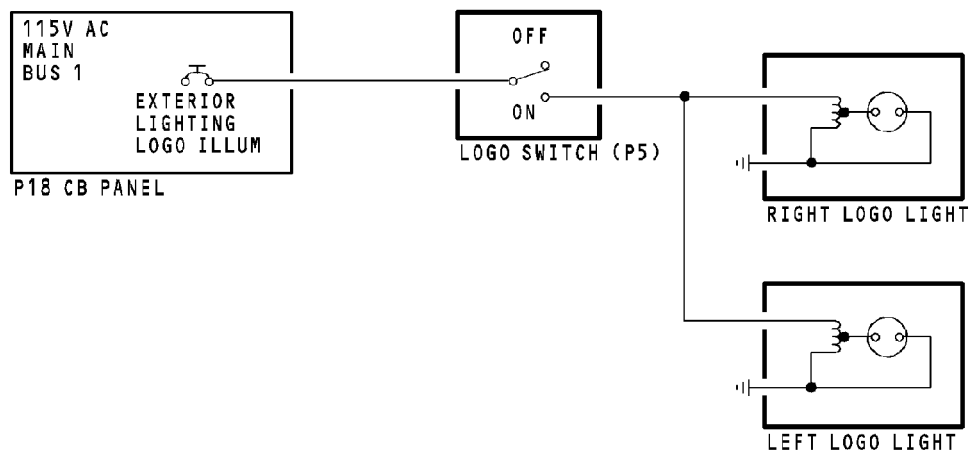 115V AC
MAIN
BUS 1
EXTERIOR
LIGHTING
LOGO ILLUM
P18 CB PANEL
OFF
ON
LOGO SWITCH (P5)
RIGHT LOGO LIGHT
LEFT LOGO LIGHT